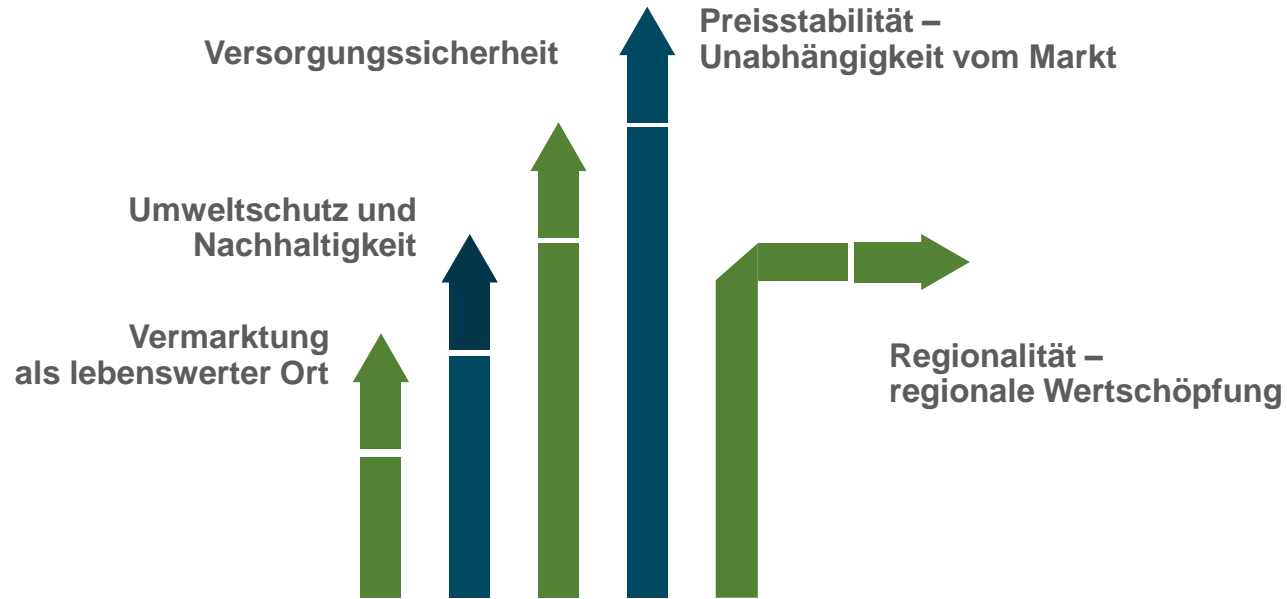 Preisstabilität –
Unabhängigkeit vom Markt
Versorgungssicherheit
Umweltschutz und
Nachhaltigkeit
Vermarktung
als lebenswerter Ort
Regionalität –
regionale Wertschöpfung